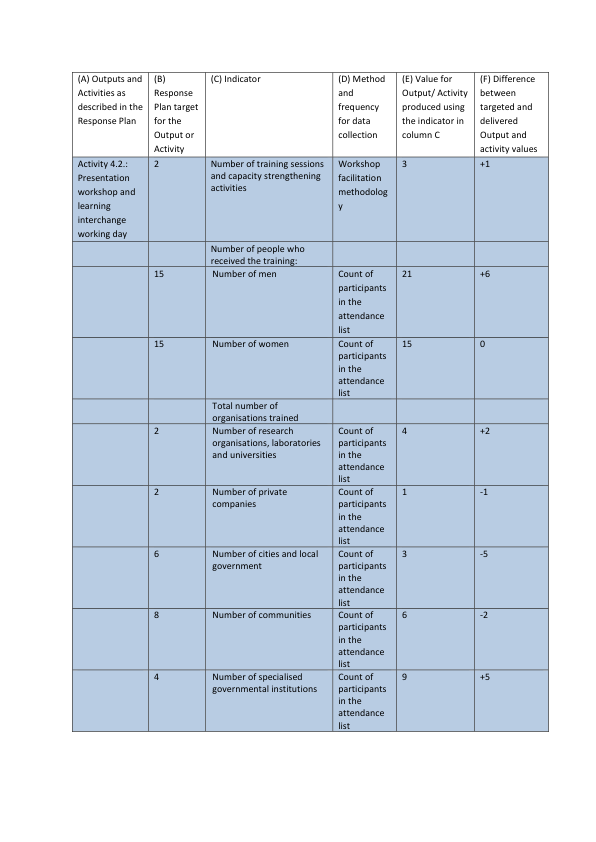 (A) Outputs and
Activities as
described in the
Response Plan
(B)
Response
Plan target
for the
Output or
Activity
(C) Indicator
(D) Method
and
frequency
for data
collection
(E) Value for
Output/ Activity
produced using
the indicator in
column C
(F) Difference
between
targeted and
delivered
Output and
activity values
Activity 4.2.:
Presentation
workshop and
learning
interchange
working day
2
Number of training sessions
and capacity strengthening
activities
Workshop
facilitation
methodolog
y
3
+1
Number of people who
received the training:
15
Number of men
Count of
participants
in the
attendance
list
21
+6
15
Number of women
Count of
participants
in the
attendance
list
15
0
Total number of
organisations trained
2
Number of research
organisations, laboratories
and universities
Count of
participants
in the
attendance
list
4
+2
2
Number of private
companies
Count of
participants
in the
attendance
list
1
-1
6
Number of cities and local
government
Count of
participants
in the
attendance
list
3
-5
8
Number of communities
Count of
participants
in the
attendance
list
6
-2
4
Number of specialised
governmental institutions
Count of
participants
in the
attendance
list
9
+5